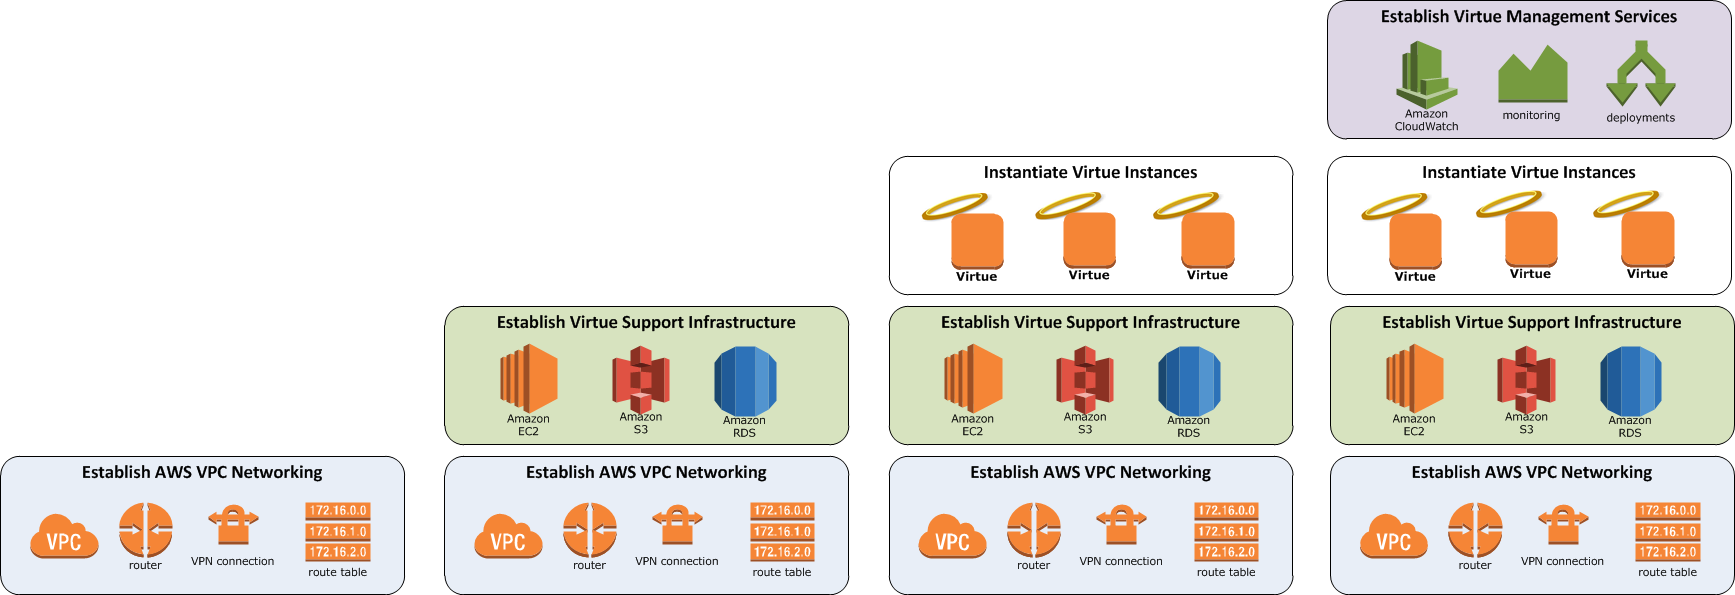 Establish Virtue Management Services
Amazon
CloudWatch
monitoring
deployments
Instantiate Virtue Instances
Virtue
Virtue
Virtue
Instantiate Virtue Instances
Virtue
Virtue
Virtue
Establish Virtue Support Infrastructure
Amazon
EC2
Amazon
S3
Amazon
RDS
Establish Virtue Support Infrastructure
Amazon
EC2
Amazon
S3
Amazon
RDS
Establish Virtue Support Infrastructure
Amazon
EC2
Amazon
S3
Amazon
RDS
Establish AWS VPC Networking
VPC
router
VPN connection
172.16.0.0
172.16.1.0
172.16.2.0
route table
Establish AWS VPC Networking
VPC
router
VPN connection
172.16.0.0
172.16.1.0
172.16.2.0
route table
Establish AWS VPC Networking
VPC
router
VPN connection
172.16.0.0
172.16.1.0
172.16.2.0
route table
Establish AWS VPC Networking
VPC
router
VPN connection
172.16.0.0
172.16.1.0
172.16.2.0
route table